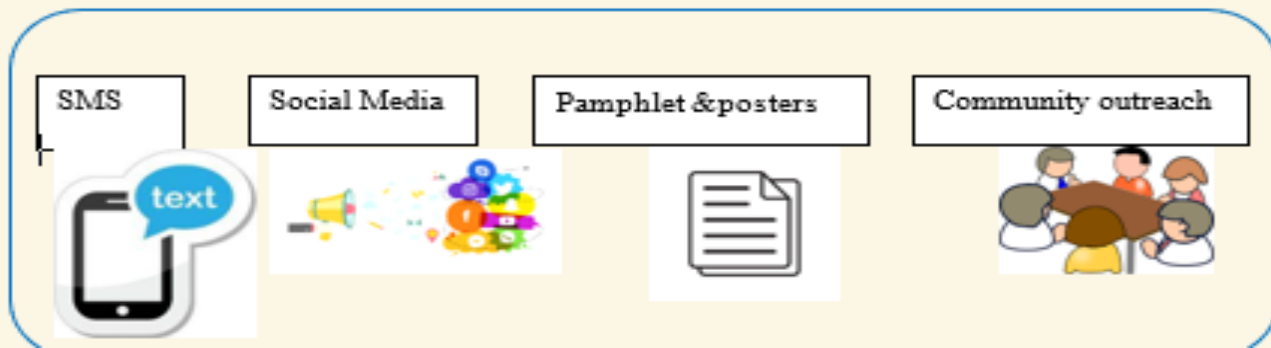 SMS
Social Media
Pamphlet &posters
Community outreach
text